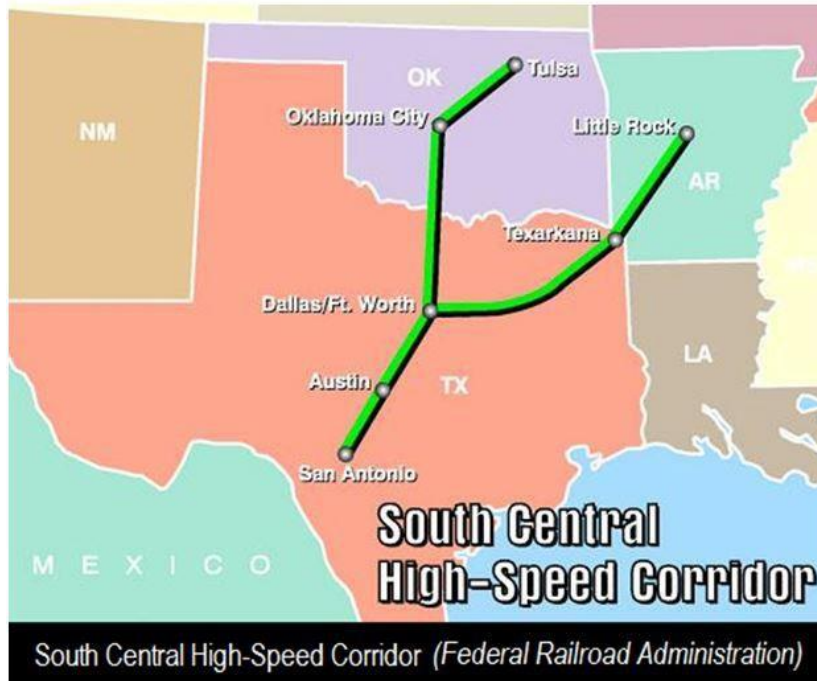 OK
Tulsa
Oklahoma City
NM
Little Rock
AR
Texarkana
Dallas/Ft. Worth
LA
Austin
TX
San Antonio
South Central
High-Speed Corridor
MEXICO
South Central High-Speed Corridor (Federal Railroad Administration)